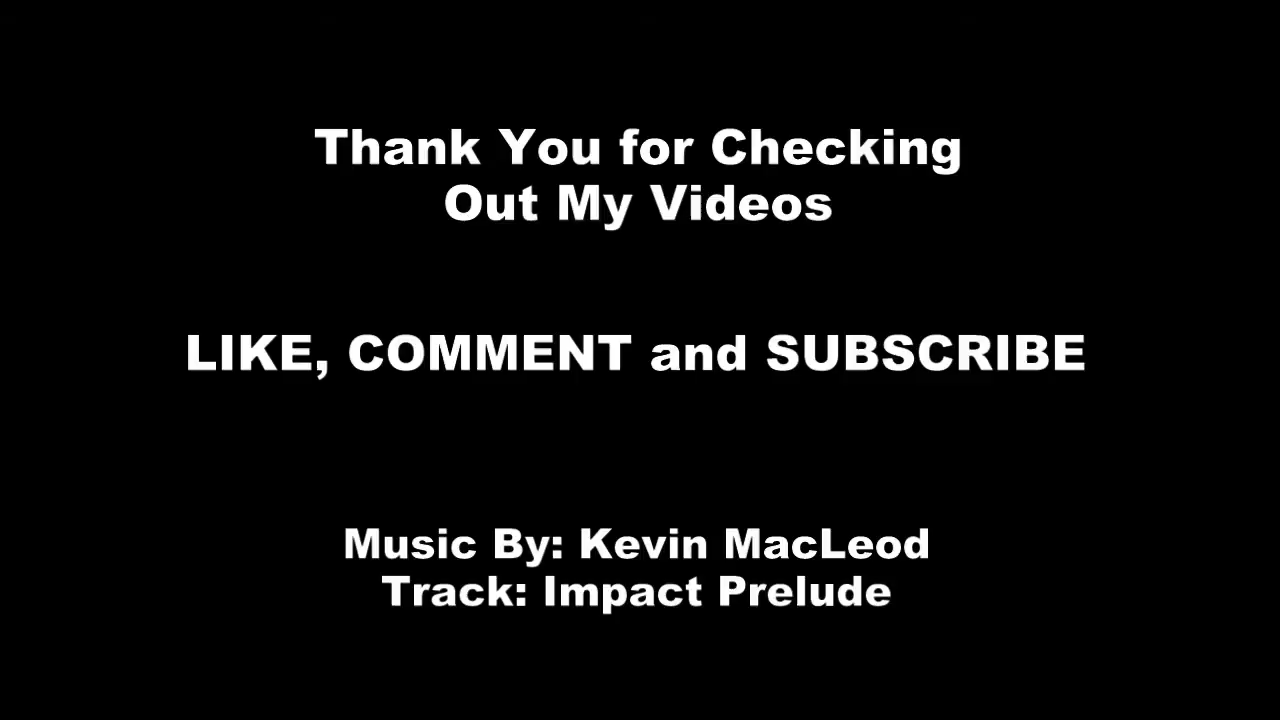 Thank You for Checking
Out My Videos
LIKE, COMMENT and SUBSCRIBE
Music By: Kevin MacLeod
Track: Impact Prelude